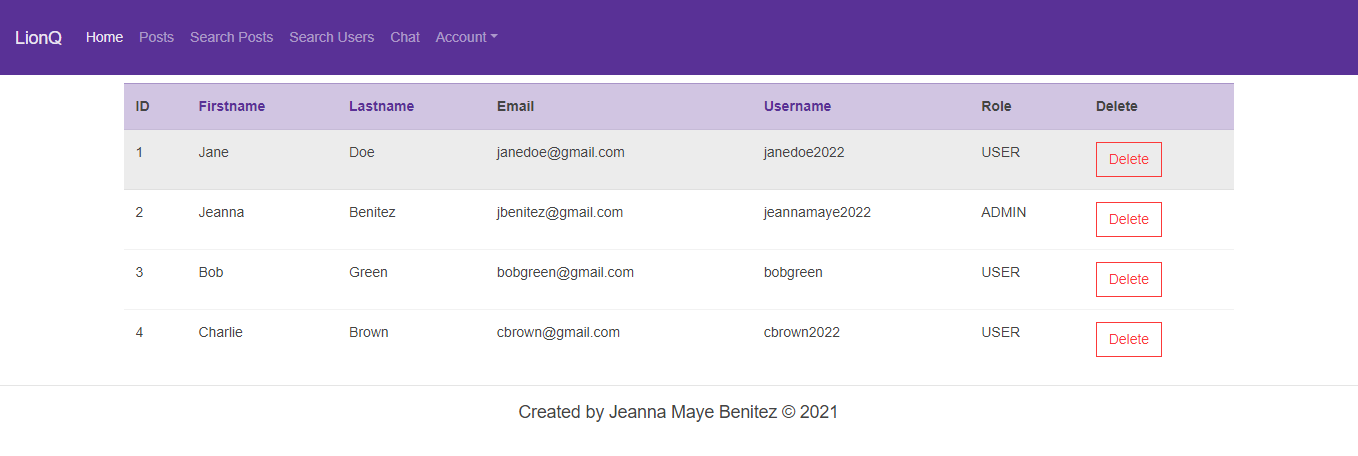 LionQ Home Posts Search Posts Search Users Chat Account
ID Firstname Lastname Email Username Role Delete
1 Jane Doe janedoe@gmail.com janedoe2022 USER Delete
2 Jeanna Benitez jbenitez@gmail.com jeannamaye2022 ADMIN Delete
3 Bob Green bobgreen@gmail.com bobgreen USER Delete
4 Charlie Brown cbrown@gmail.com cbrown2022 USER Delete
Created by Jeanna Maye Benitez © 2021